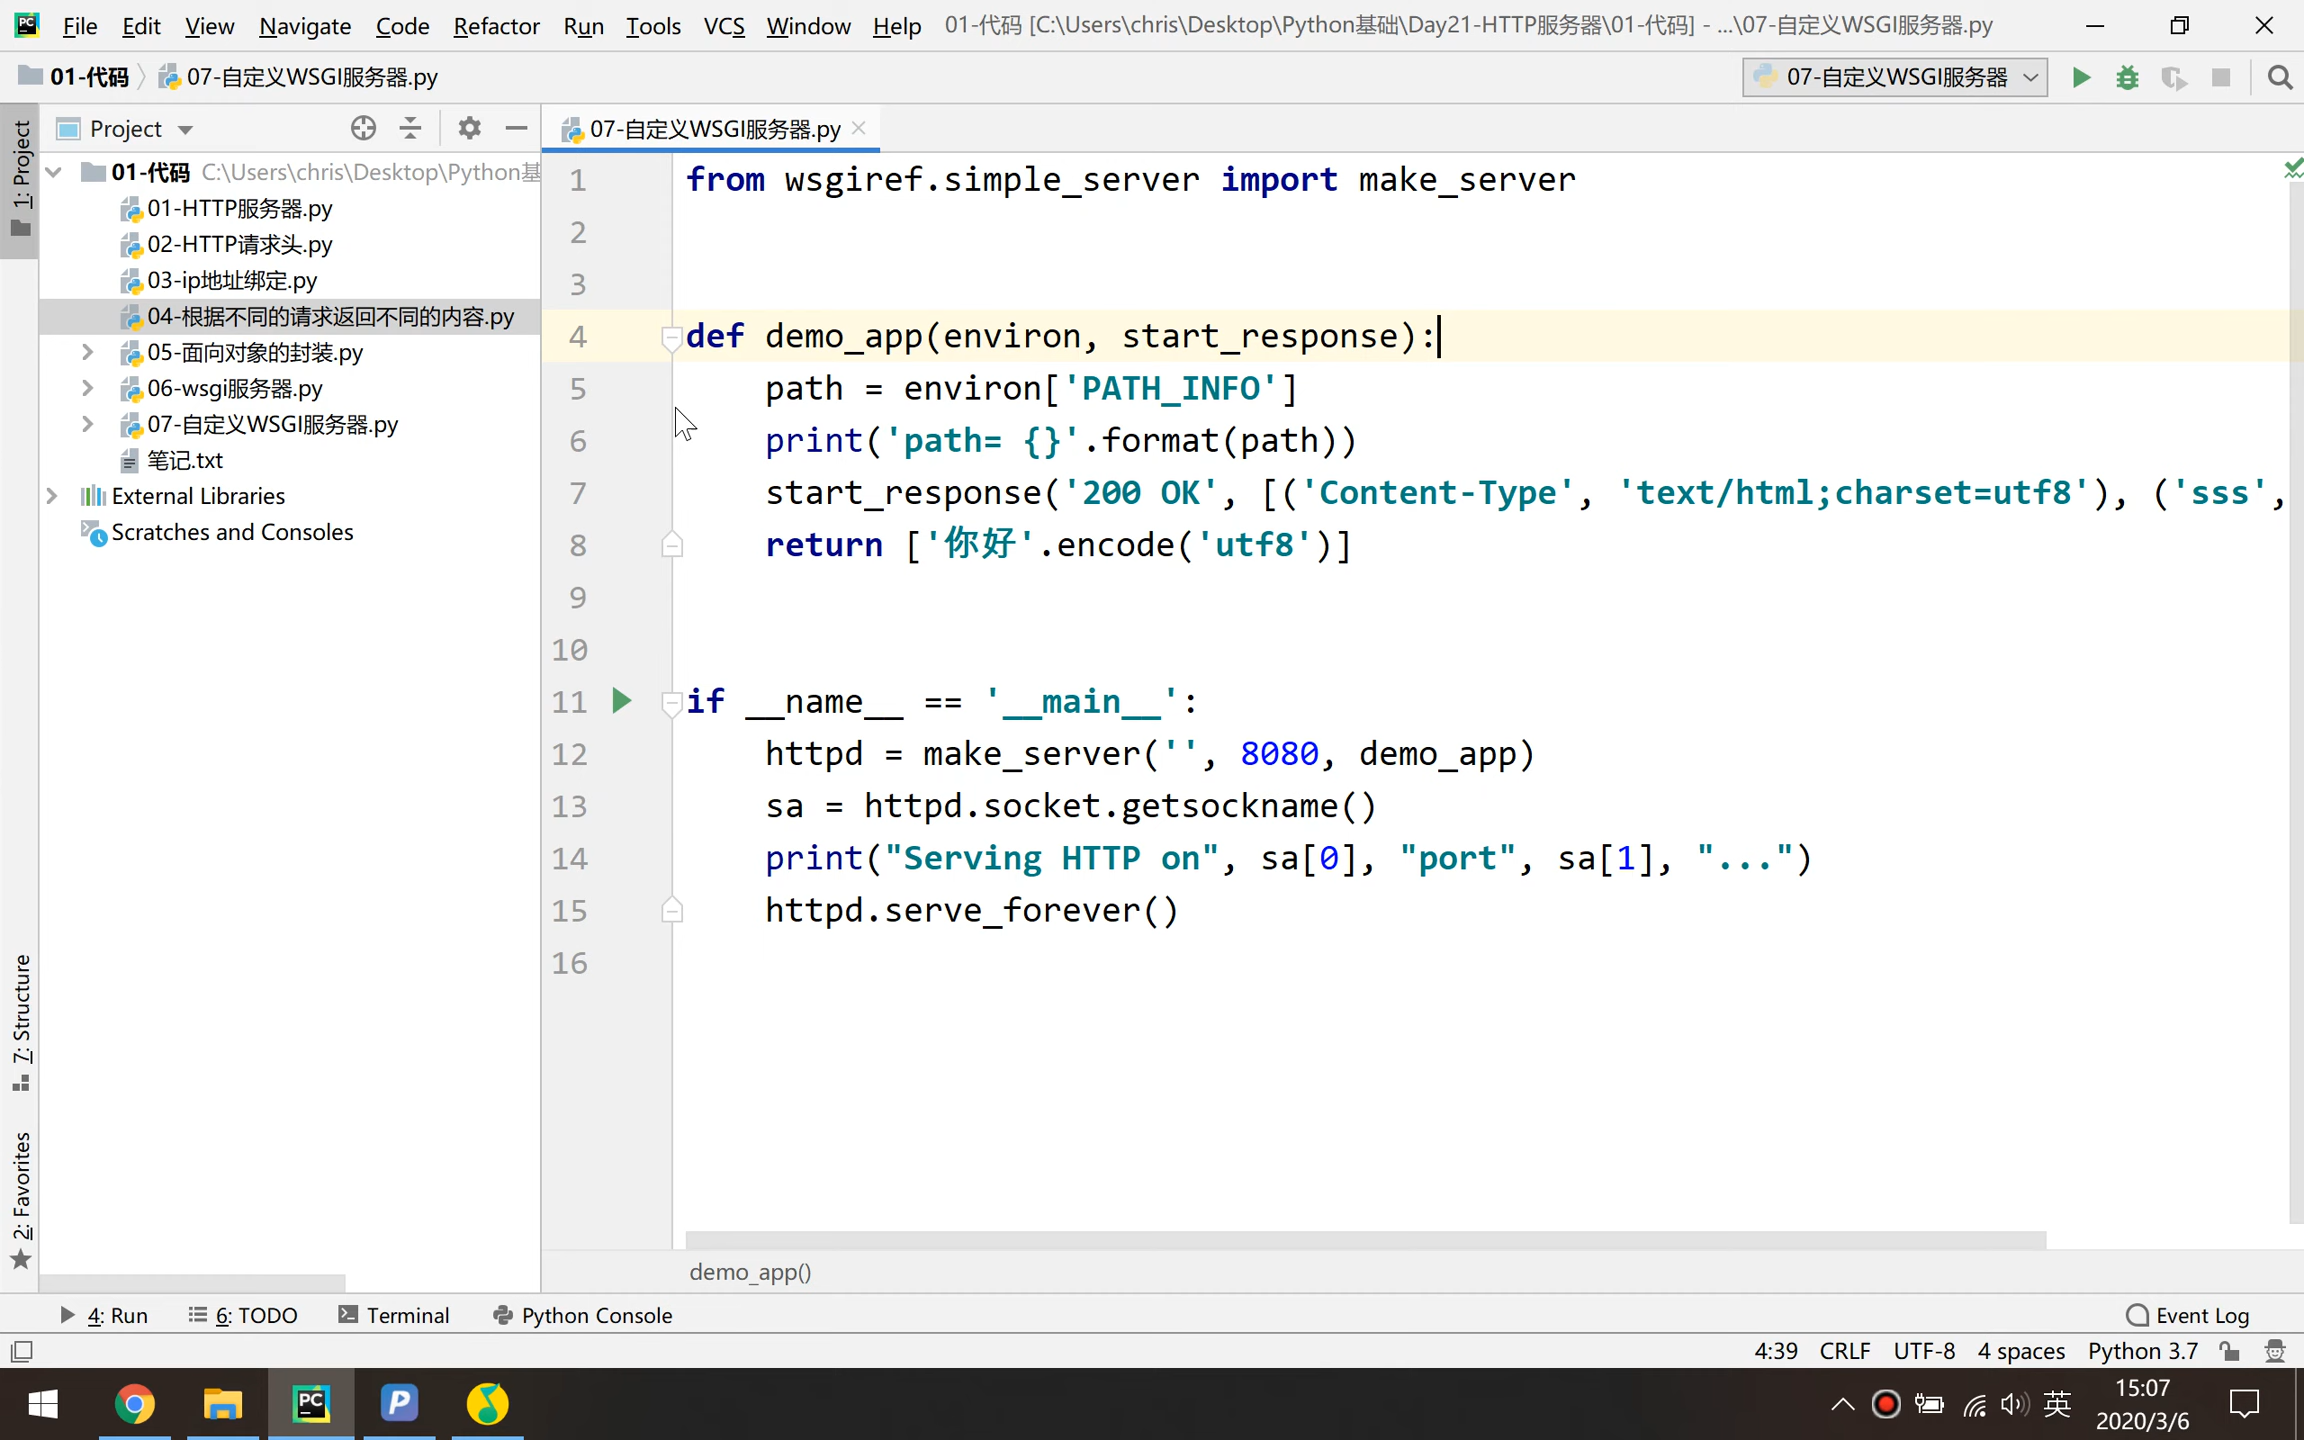 File Edit View Navigate Code Refactor Run Tools VCS Window Help 01-代码 [C:\Users\chris\Desktop\Python基础\Day21-HTTP服务器\01-代码] - ...\07-自定义WSGI服务器.py
01-代码 07-自定义WSGI服务器.py 07-自定义WSGI服务器
Project
07-自定义WSGI服务器.py
1: Project
01-代码 C:\Users\chris\Desktop\Python基
01-HTTP服务器.py
02-HTTP请求头.py
03-ip地址绑定.py
04-根据不同的请求返回不同的内容.py
05-面向对象的封装.py
06-wsgi服务器.py
07-自定义WSGI服务器.py
笔记.txt
External Libraries
Scratches and Consoles
7: Structure
2: Favorites
1 from wsgiref.simple_server import make_server
2
3
4 def demo_app(environ, start_response):
5 path = environ['PATH_INFO']
6 print('path= {}'.format(path))
7 start_response('200 OK', [('Content-Type', 'text/html;charset=utf8'), ('sss',
8 return ['你好'.encode('utf8')]
9
10
11 if __name__ == '__main__':
12 httpd = make_server('', 8080, demo_app)
13 sa = httpd.socket.getsockname()
14 print("Serving HTTP on", sa[0], "port", sa[1], "...")
15 httpd.serve_forever()
16
demo_app()
4: Run 6: TODO Terminal Python Console Event Log
4:39 CRLF UTF-8 4 spaces Python 3.7
PC P 英 15:07
2020/3/6